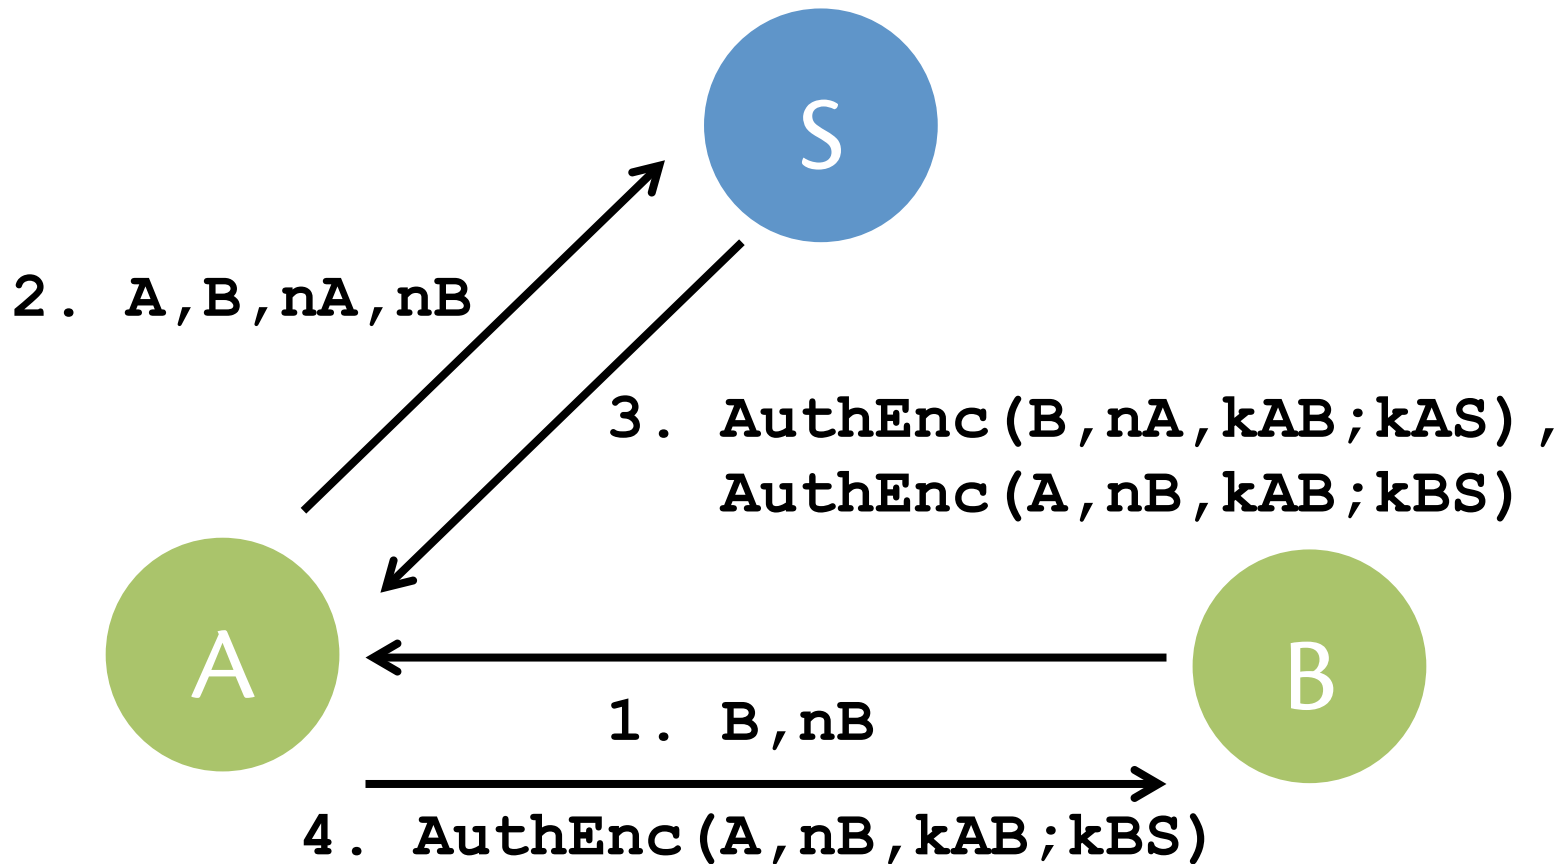 S
2. A,B,nA,nB
3. AuthEnc(B,nA,kAB;kAS),
AuthEnc(A,nB,kAB;kBS)
A
B
1. B,nB
4. AuthEnc(A,nB,kAB;kBS)